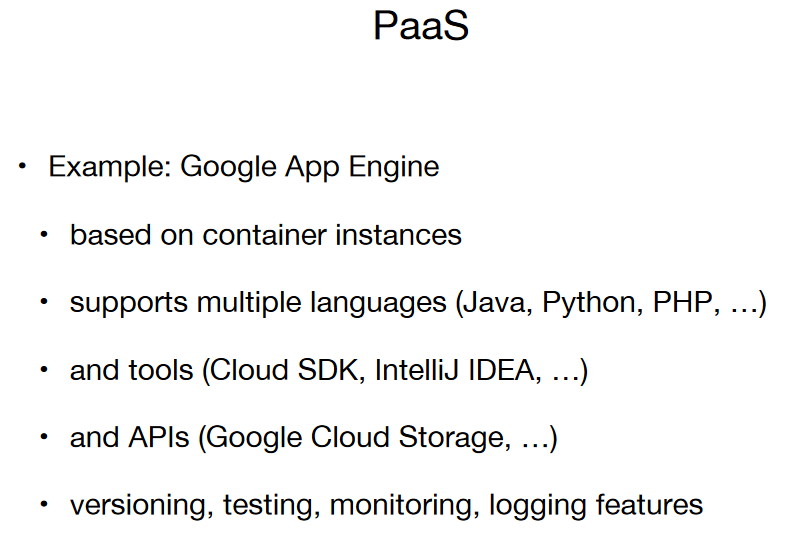 PaaS
• Example: Google App Engine
• based on container instances
• supports multiple languages (Java, Python, PHP, …)
• and tools (Cloud SDK, IntelliJ IDEA, …)
• and APIs (Google Cloud Storage, …)
• versioning, testing, monitoring, logging features